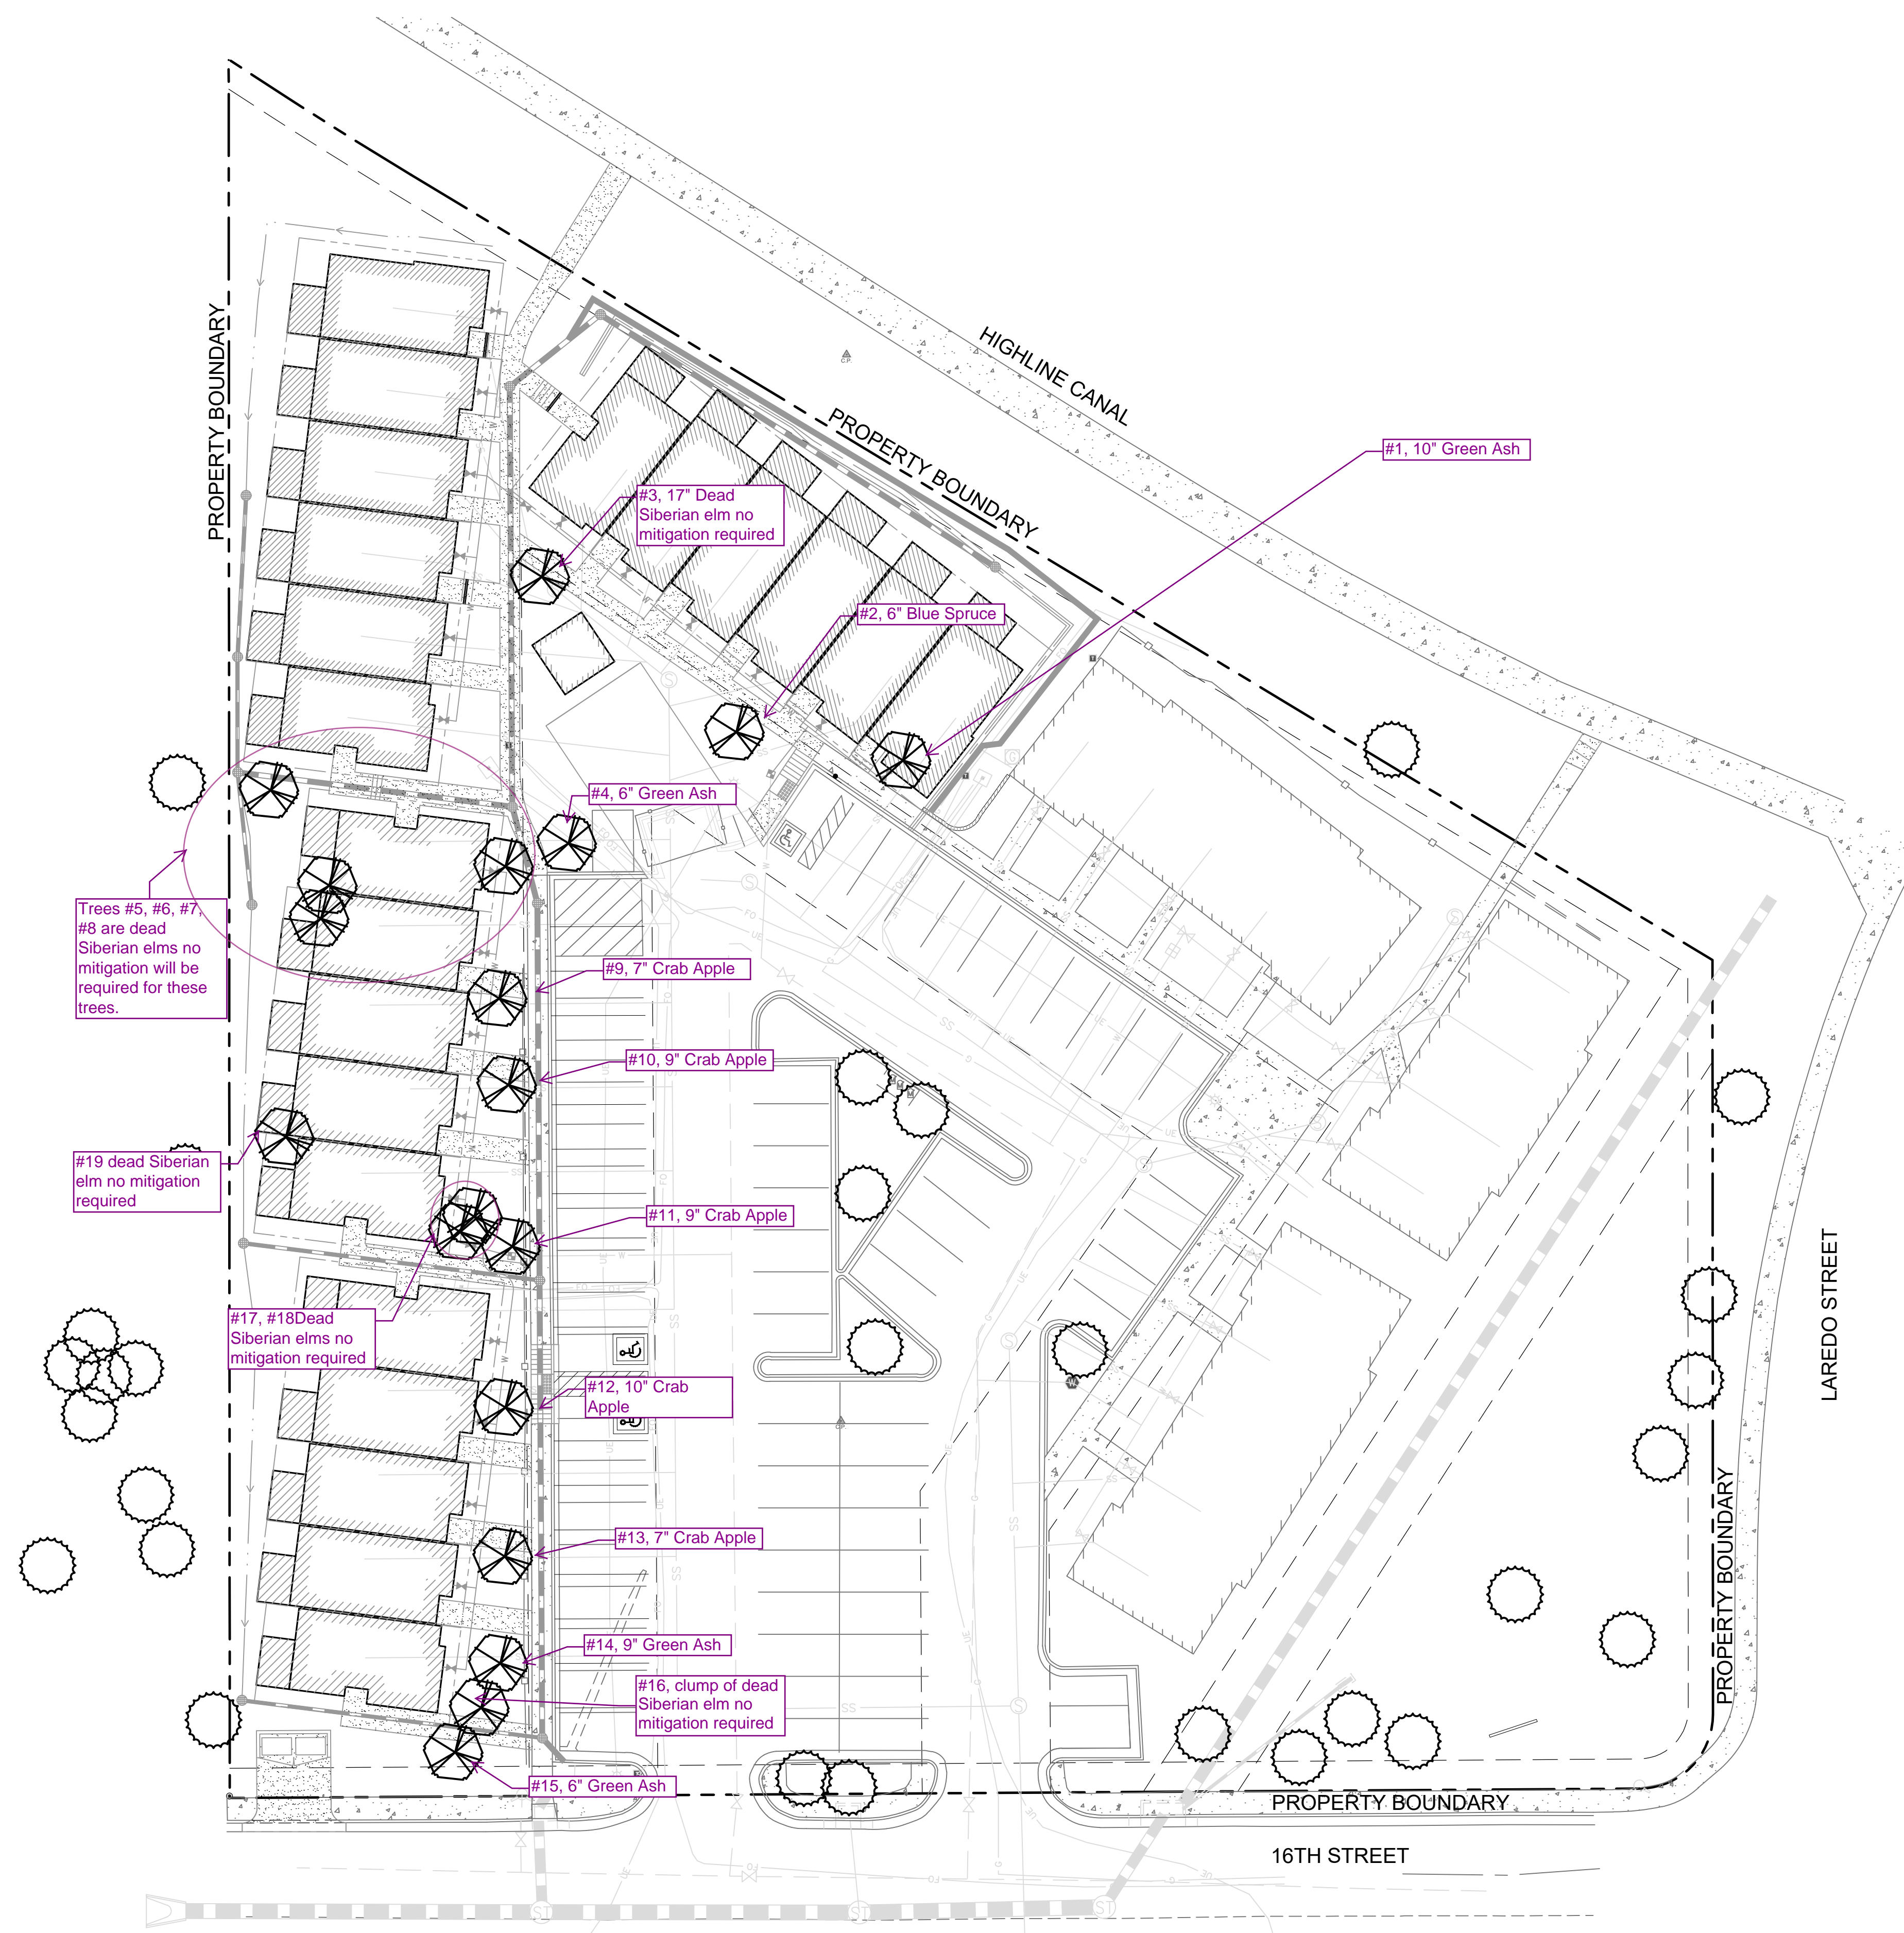 HIGHLINE CANAL
PROPERTY BOUNDARY
PROPERTY BOUNDARY
C.P.
#1, 10" Green Ash
#3, 17" Dead
Siberian elm no
mitigation required
#2, 6" Blue Spruce
#4, 6" Green Ash
Trees #5, #6, #7,
#8 are dead
Siberian elms no
mitigation will be
required for these
trees.
#9, 7" Crab Apple
#10, 9" Crab Apple
#19 dead Siberian
elm no mitigation
required
#11, 9" Crab Apple
#17, #18Dead
Siberian elms no
mitigation required
#12, 10" Crab
Apple
#13, 7" Crab Apple
#14, 9" Green Ash
#16, clump of dead
Siberian elm no
mitigation required
#15, 6" Green Ash
LAREDO STREET
PROPERTY BOUNDARY
PROPERTY BOUNDARY
16TH STREET
ST
ST
ST